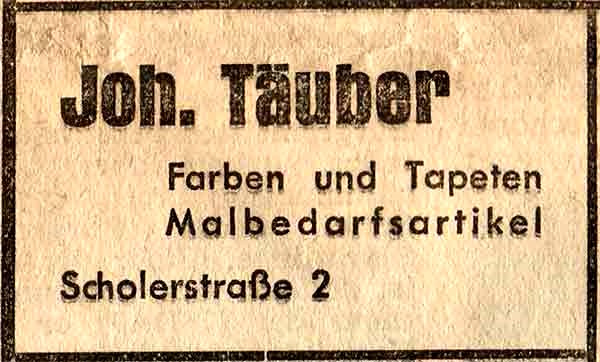 Joh. Täuber
Farben und Tapeten
Malbedarfsartikel
Scholerstraße 2